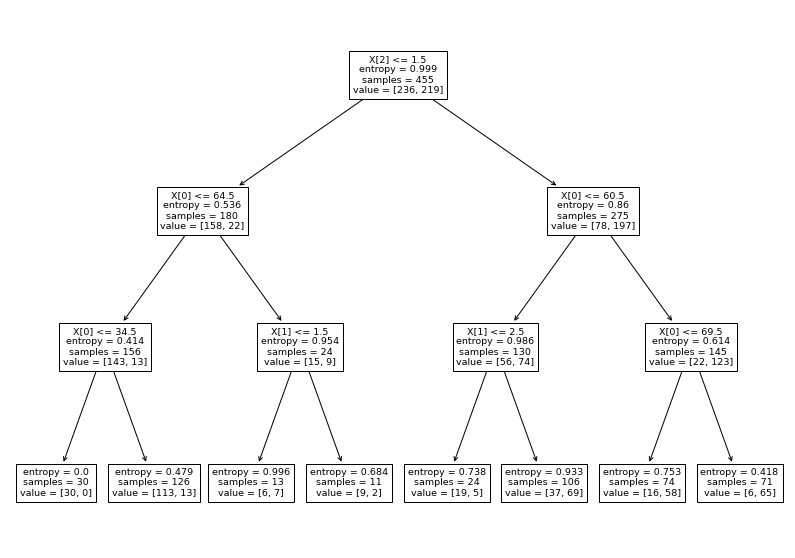 X[2] <= 1.5
entropy = 0.999
samples = 455
value = [236, 219]
X[0] <= 64.5
entropy = 0.536
samples = 180
value = [158, 22]
X[0] <= 60.5
entropy = 0.86
samples = 275
value = [78, 197]
X[0] <= 34.5
entropy = 0.414
samples = 156
value = [143, 13]
X[1] <= 1.5
entropy = 0.954
samples = 24
value = [15, 9]
X[1] <= 2.5
entropy = 0.986
samples = 130
value = [56, 74]
X[0] <= 69.5
entropy = 0.614
samples = 145
value = [22, 123]
entropy = 0.0
samples = 30
value = [30, 0]
entropy = 0.479
samples = 126
value = [113, 13]
entropy = 0.996
samples = 13
value = [6, 7]
entropy = 0.684
samples = 11
value = [9, 2]
entropy = 0.738
samples = 24
value = [19, 5]
entropy = 0.933
samples = 106
value = [37, 69]
entropy = 0.753
samples = 74
value = [16, 58]
entropy = 0.418
samples = 71
value = [6, 65]